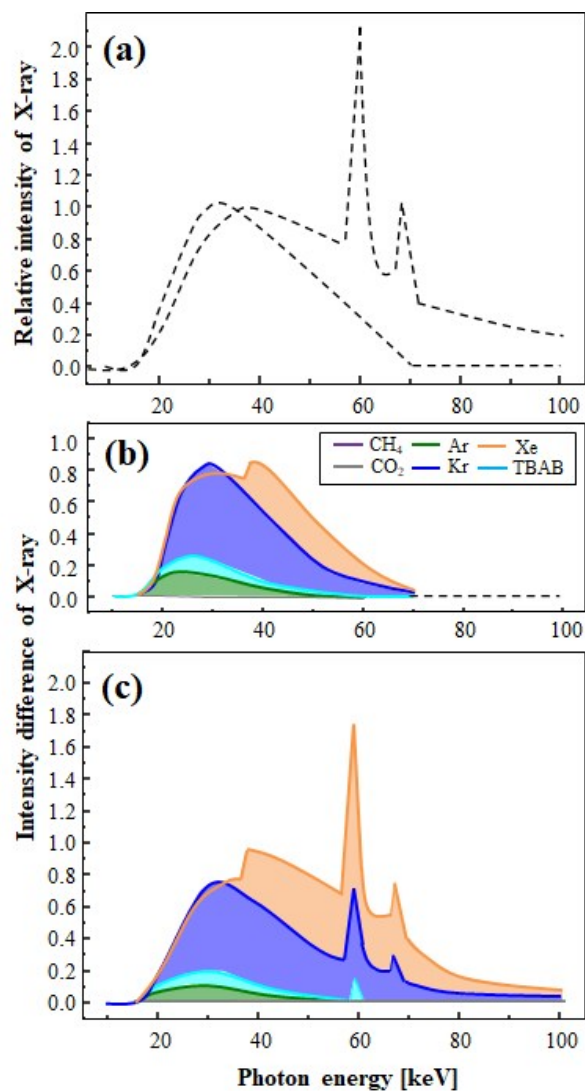 (a)
Relative intensity of X-ray
2.0
1.8
1.6
1.4
1.2
1.0
0.8
0.6
0.4
0.2
0.0
20 40 60 80 100
(b)
CH₄ Ar Xe
CO₂ Kr TBAB
1.0
0.8
0.6
0.4
0.2
0.0
20 40 60 80 100
Intensity difference of X-ray
(c)
2.0
1.8
1.6
1.4
1.2
1.0
0.8
0.6
0.4
0.2
0.0
20 40 60 80 100
Photon energy [keV]